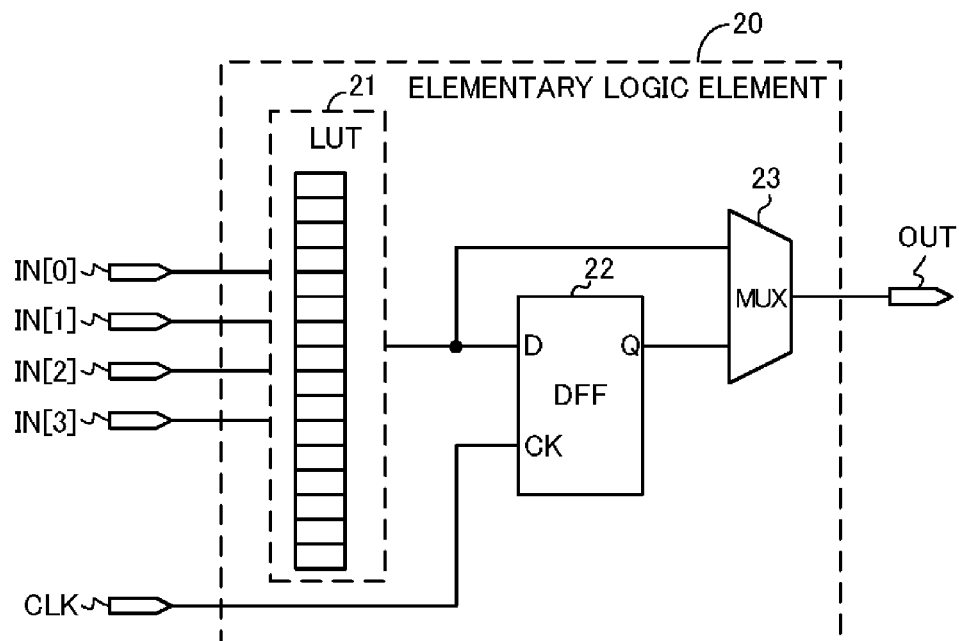 20
ELEMENTARY LOGIC ELEMENT
21
LUT
23
OUT
IN[0]
22
MUX
IN[1]
D
Q
IN[2]
DFF
IN[3]
CK
CLK